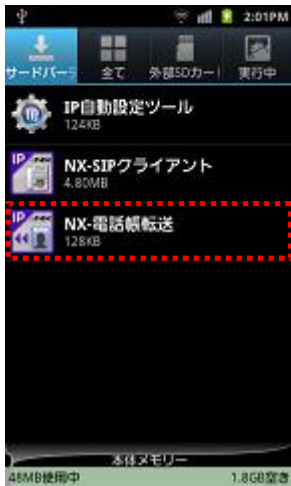 2:01PM
サードパーラ 全て 外部SDカード 実行中
IP自動設定ツール
124KB
NX-SIPクライアント
4.80MB
NX-電話帳転送
128KB
本体メモリー
48MB使用中 1.8GB空き